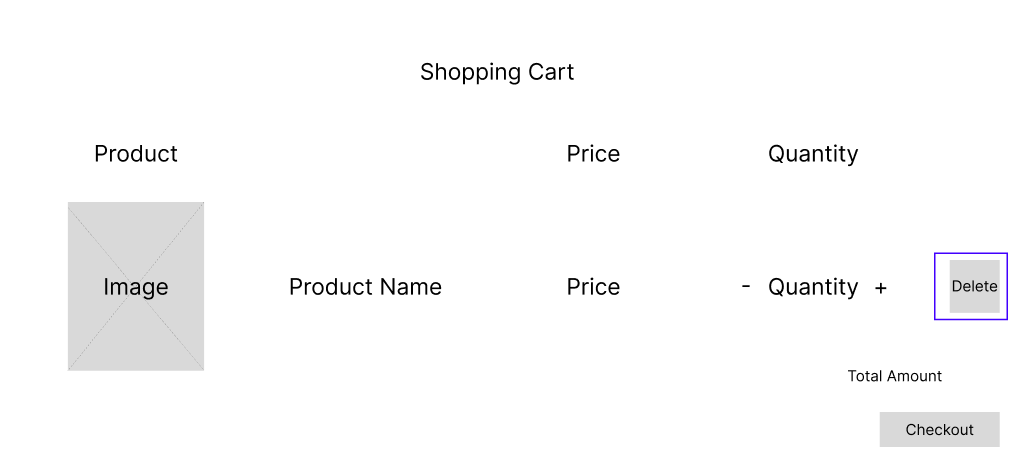 Shopping Cart
Product Price Quantity
Image Product Name Price - Quantity + Delete
Total Amount
Checkout